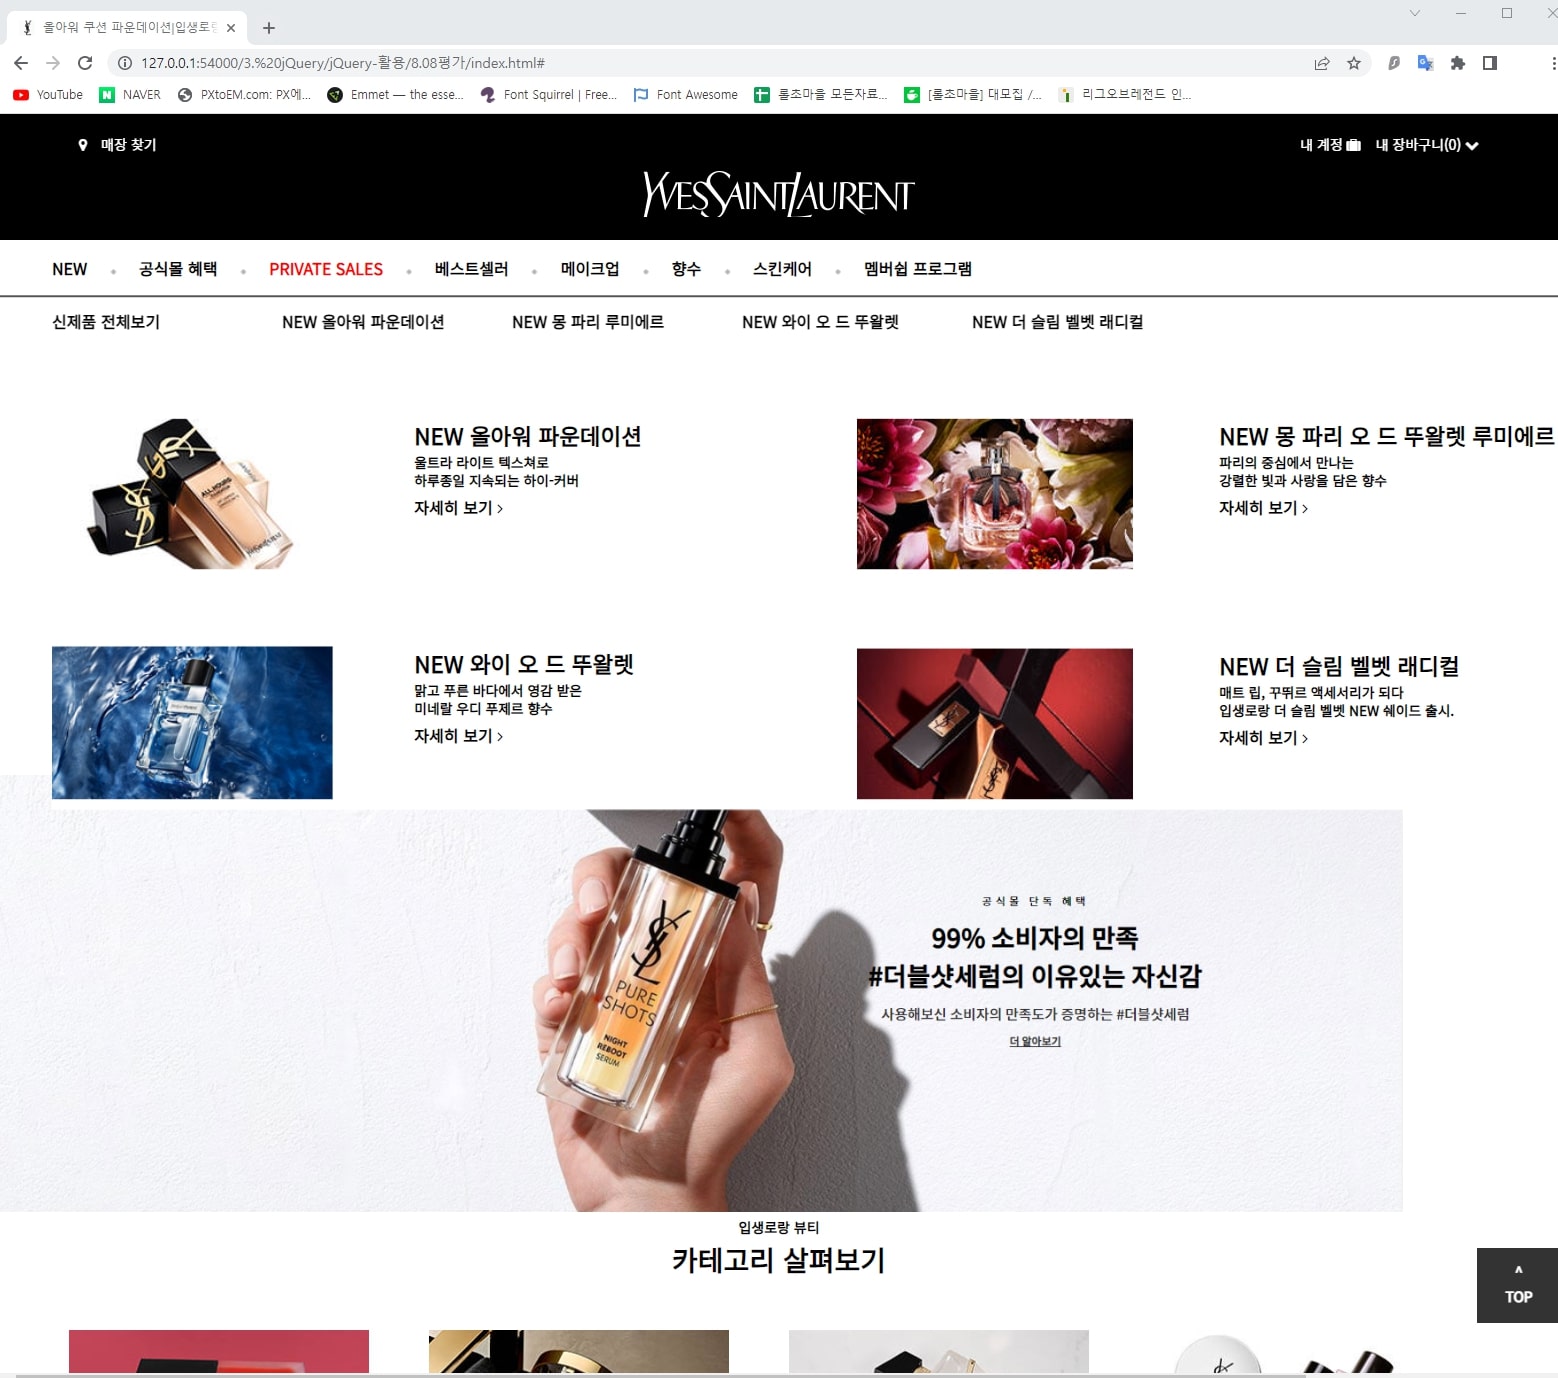 올아워 쿠션 파운데이션|입생로랑
127.0.0.1:54000/3.%20jQuery/jQuery-활용/8.08평가/index.html#
YouTube
NAVER
PXtoEM.com: PX에...
Emmet — the esse...
Font Squirrel | Free...
Font Awesome
롤초마을 모든자료...
[롤초마을] 대모집 /...
리그오브레전드 인...
매장 찾기
내 계정
내 장바구니(0)
YVESSAINTLAURENT
NEW
공식몰 혜택
PRIVATE SALES
베스트셀러
메이크업
향수
스킨케어
멤버쉽 프로그램
신제품 전체보기
NEW 올아워 파운데이션
NEW 몽 파리 루미에르
NEW 와이 오 드 뚜왈렛
NEW 더 슬림 벨벳 래디컬
ALL HOURS
NEW 올아워 파운데이션
울트라 라이트 텍스쳐로
하루종일 지속되는 하이-커버
자세히 보기 >
NEW 몽 파리 오 드 뚜왈렛 루미에르
파리의 중심에서 만나는
강렬한 빛과 사랑을 담은 향수
자세히 보기 >
NEW 와이 오 드 뚜왈렛
맑고 푸른 바다에서 영감 받은
미네랄 우디 푸제르 향수
자세히 보기 >
NEW 더 슬림 벨벳 래디컬
매트 립, 꾸뛰르 액세서리가 되다
입생로랑 더 슬림 벨벳 NEW 쉐이드 출시.
자세히 보기 >
YSL
PURE
SHOTS
NIGHT
REBOOT
SERUM
공식몰 단독 혜택
99% 소비자의 만족
#더블샷세럼의 이유있는 자신감
사용해보신 소비자의 만족도가 증명하는 #더블샷세럼
더 알아보기
입생로랑 뷰티
카테고리 살펴보기
^
TOP